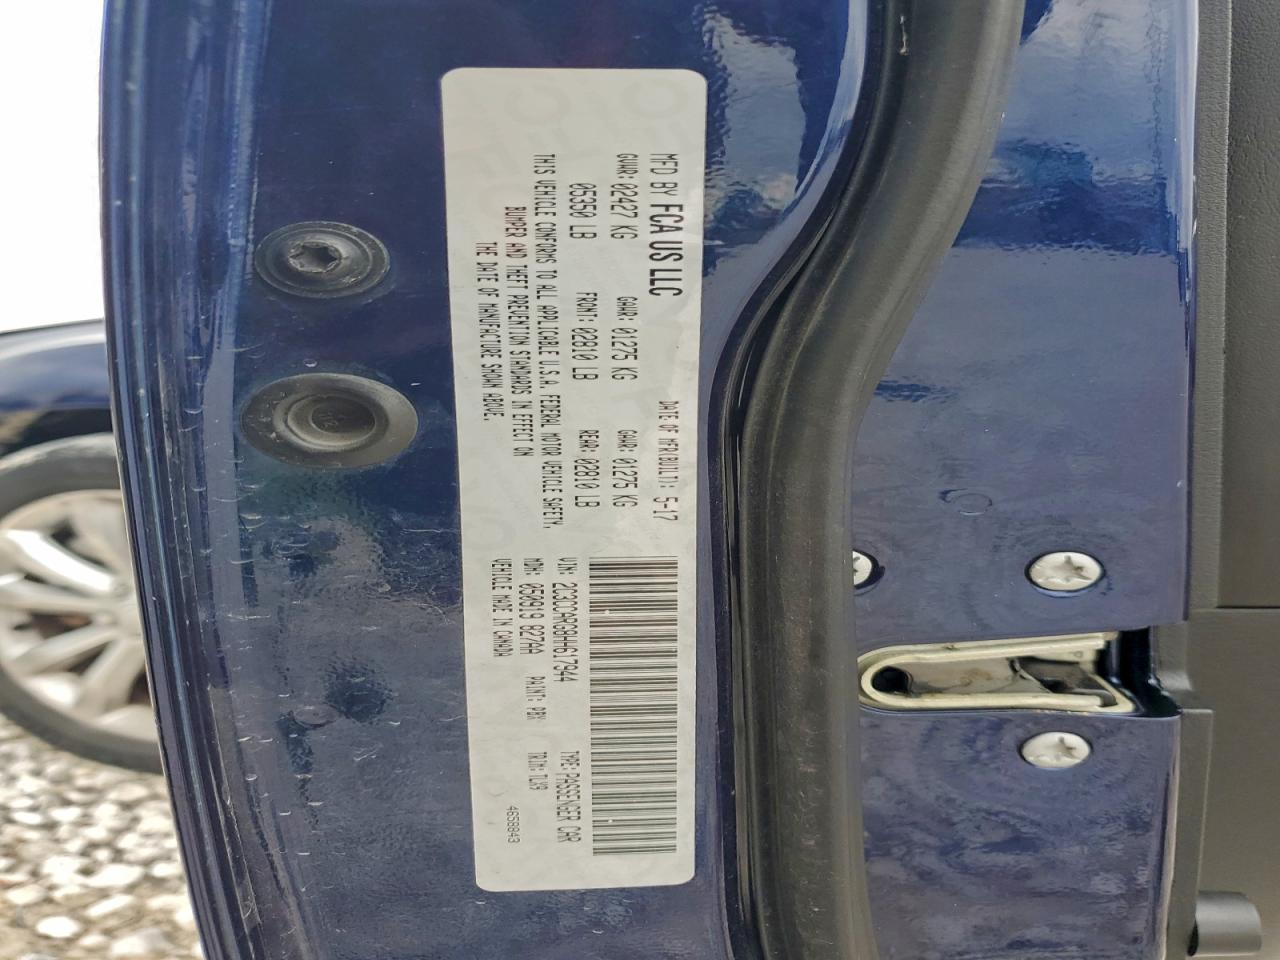 MFD BY FCA US LLC
DATE OF MFR(BUILT): 5-17
GVWR: 02427 KG GAWR: 01275 KG GAWR: 01275 KG
05350 LB FRONT: 02810 LB REAR: 02810 LB
THIS VEHICLE CONFORMS TO ALL APPLICABLE U.S.A. FEDERAL MOTOR VEHICLE SAFETY,
BUMPER AND THEFT PREVENTION STANDARDS IN EFFECT ON
THE DATE OF MANUFACTURE SHOWN ABOVE.
VIN: 2C3CCARG8HH617944 TYPE: PASSENGER CAR
MDH: 050919 827AA PAINT: PBX TRIM: TLX9
VEHICLE MADE IN CANADA 4658843